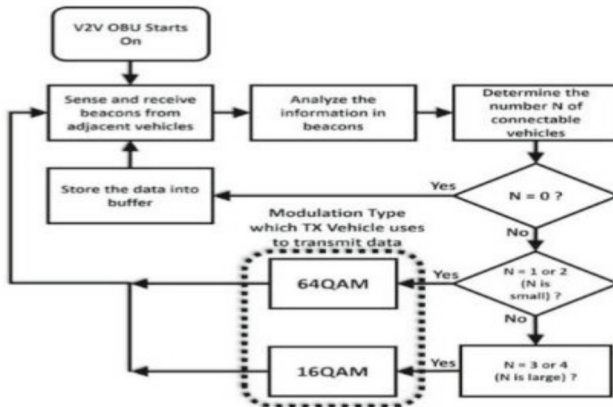 V2V OBU Starts
On
Sense and receive
beacons from
adjacent vehicles
Analyze the
information in
beacons
Determine the
number N of
connectable
vehicles
Store the data into
buffer
Yes
N = 0 ?
No
Modulation Type
which TX Vehicle uses
to transmit data
64QAM
Yes
N = 1 or 2
(N is
small) ?
No
16QAM
Yes
N = 3 or 4
(N is large) ?